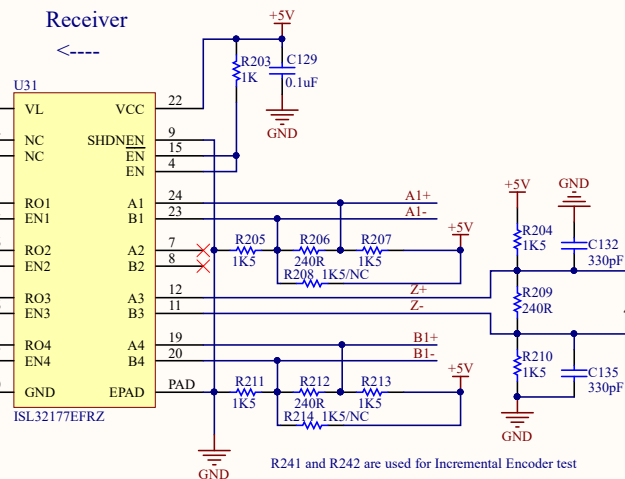 Receiver
<----
+5V
R203
1K
C129
0.1uF
GND
U31
VL
VCC
22
NC
SHDNEN
9
NC
EN
15
EN
4
RO1
A1
24
A1+
EN1
B1
23
A1-
RO2
A2
7
EN2
B2
8
R205
1K5
R206
240R
R207
1K5
+5V
R208
1K5/NC
RO3
A3
12
Z+
EN3
B3
11
Z-
RO4
A4
19
B1+
EN4
B4
20
B1-
GND
EPAD
PAD
R211
1K5
R212
240R
R213
1K5
+5V
R214
1K5/NC
ISL32177EFRZ
GND
+5V
GND
R204
1K5
C132
330pF
R209
240R
R210
1K5
C135
330pF
GND
R241 and R242 are used for Incremental Encoder test